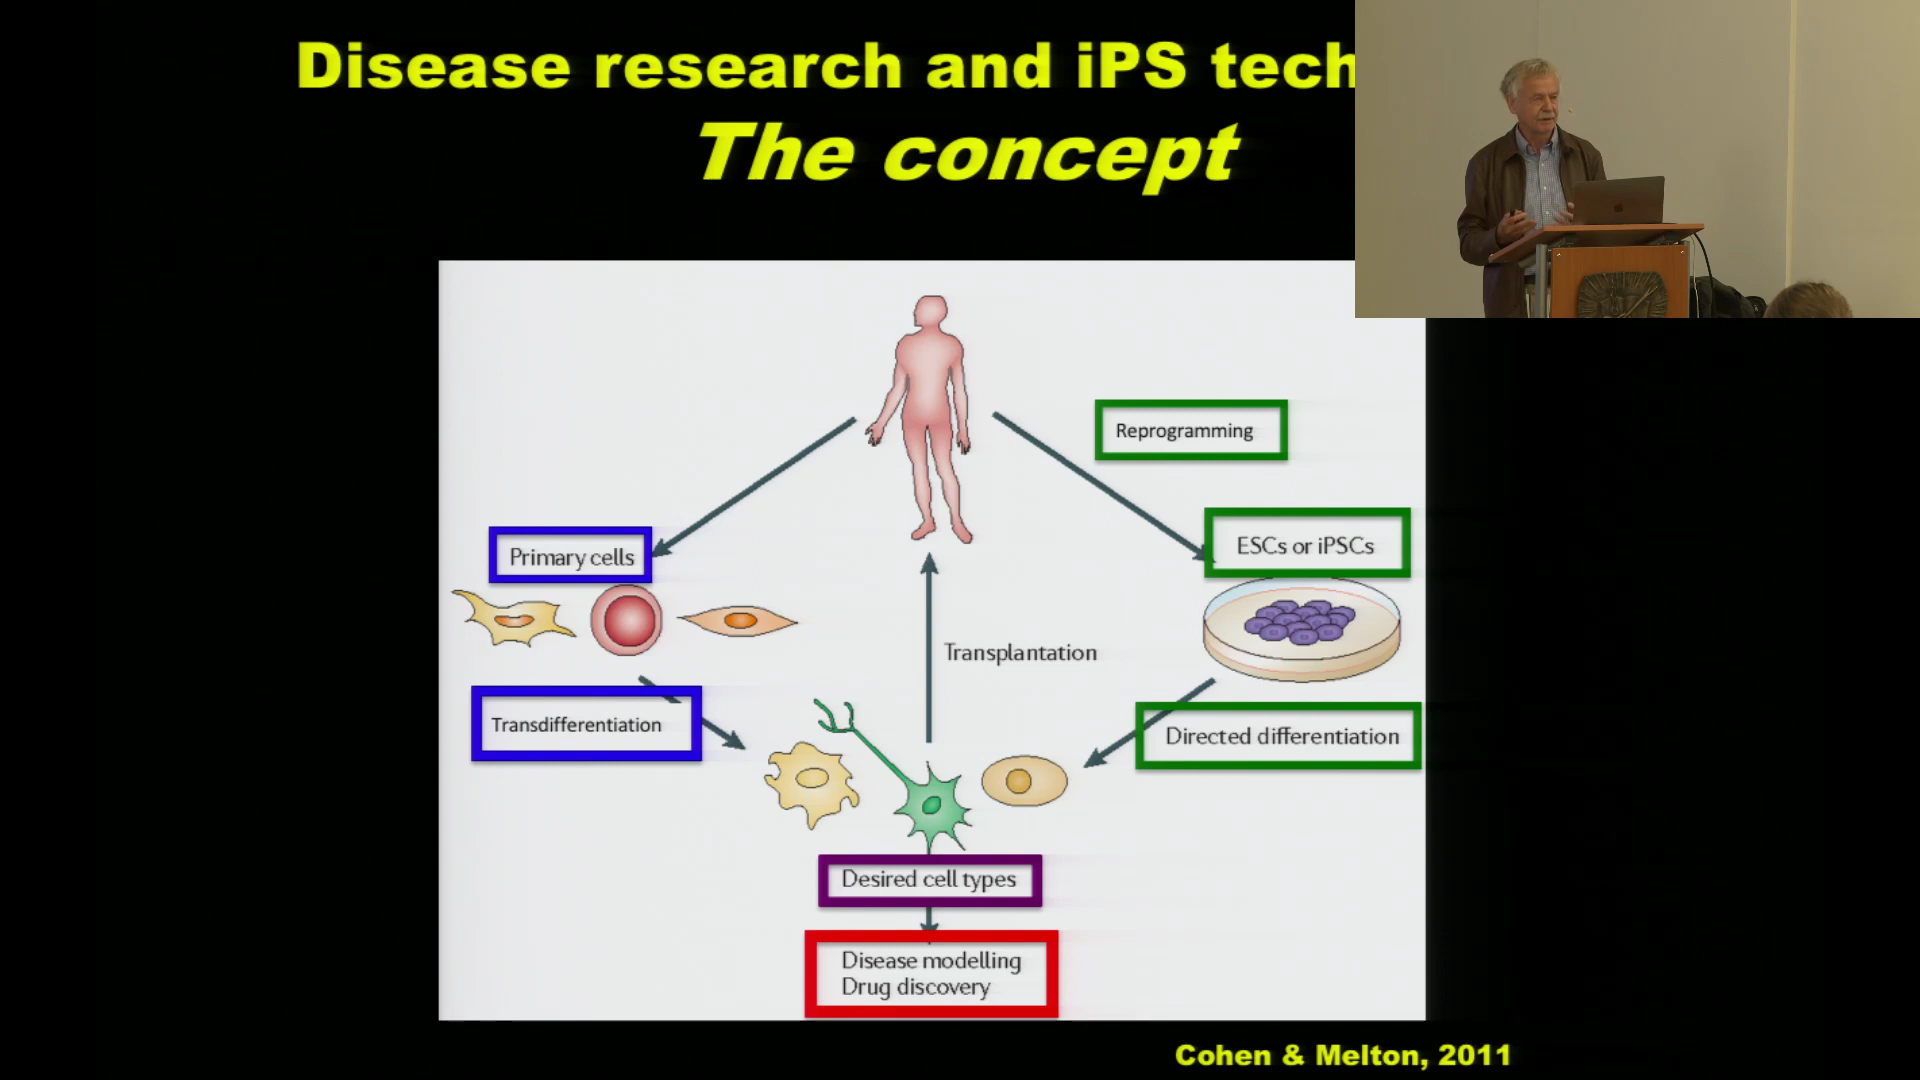 Disease research and iPS tech
The concept
Reprogramming
Primary cells
ESCs or iPSCs
Transplantation
Transdifferentiation
Directed differentiation
Desired cell types
Disease modelling
Drug discovery
Cohen & Melton, 2011